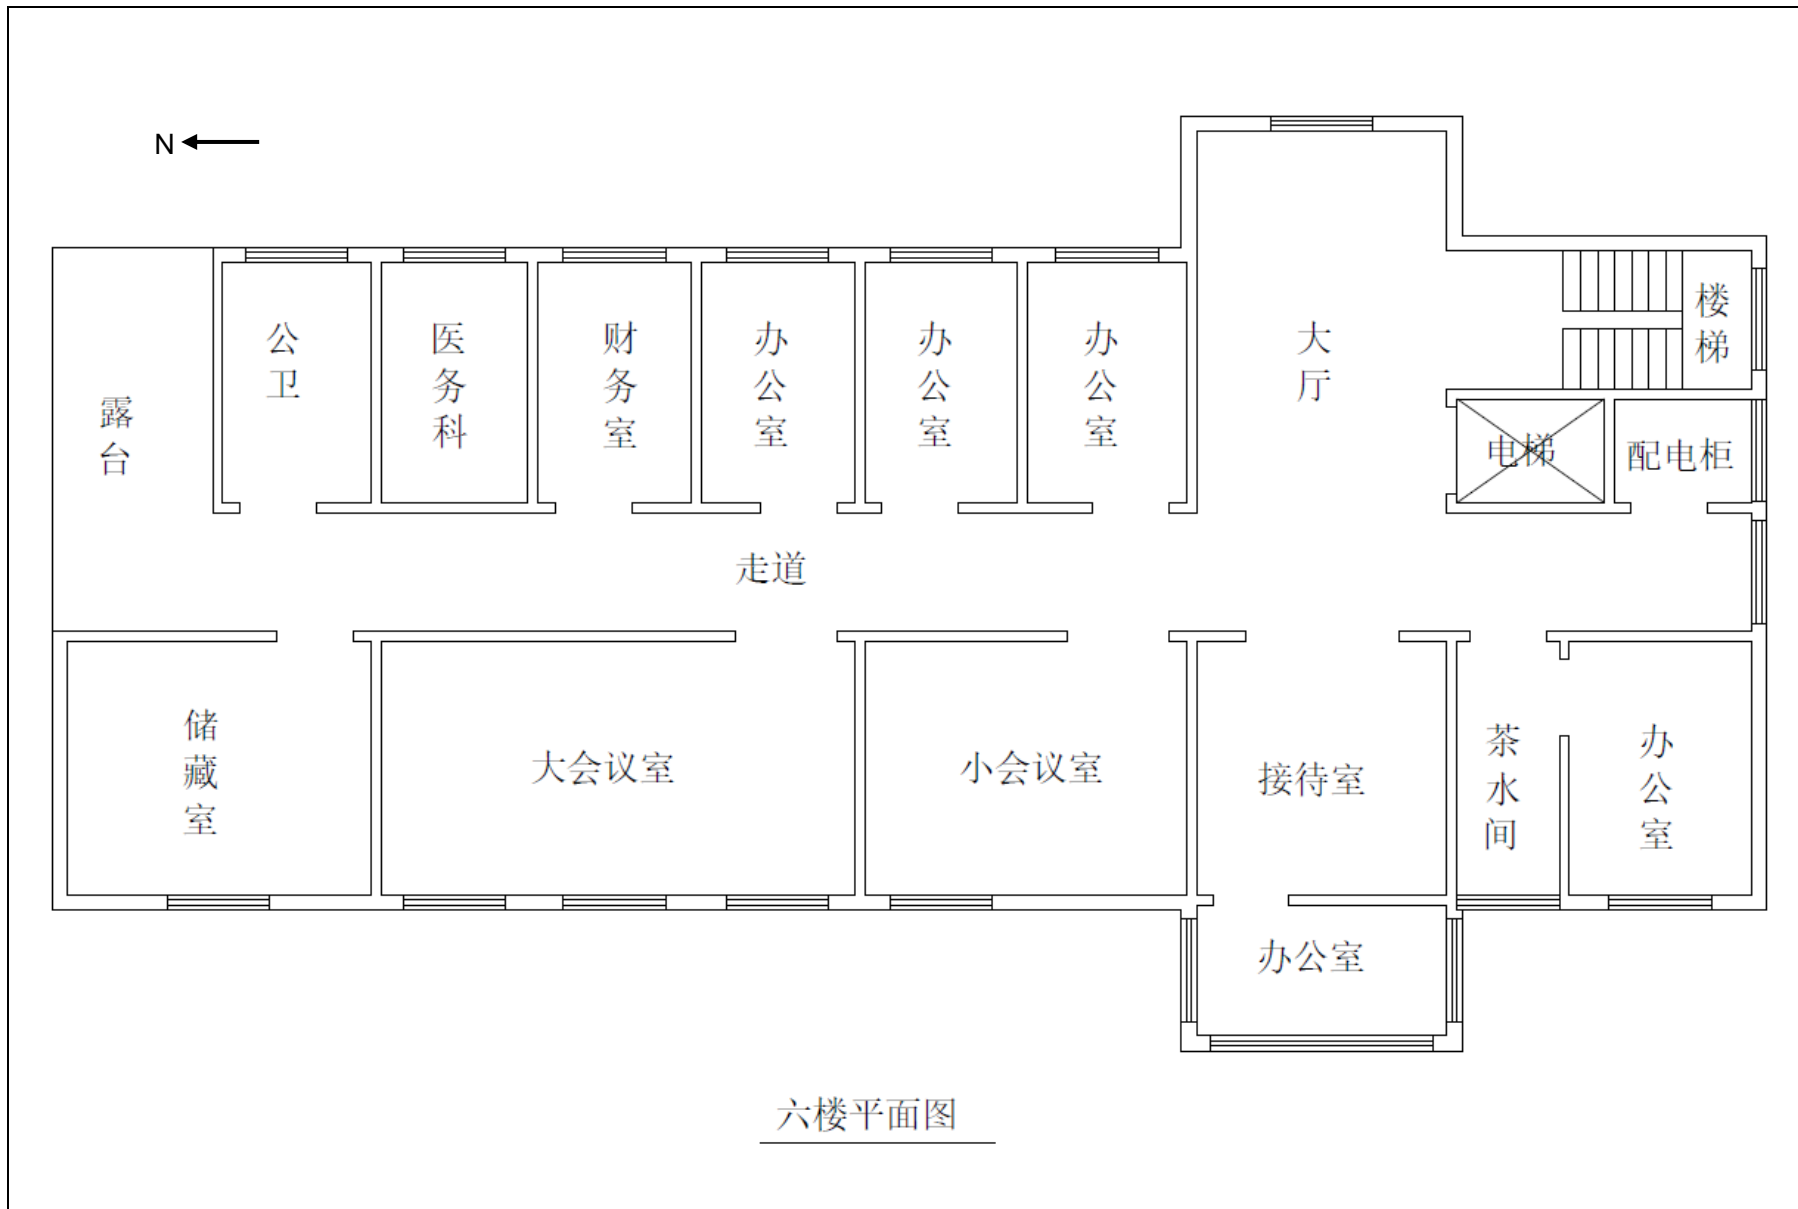 N
露台
公卫
医务科
财务室
办公室
办公室
办公室
大厅
楼梯
电梯
配电柜
走道
储藏室
大会议室
小会议室
接待室
茶水间
办公室
办公室
六楼平面图